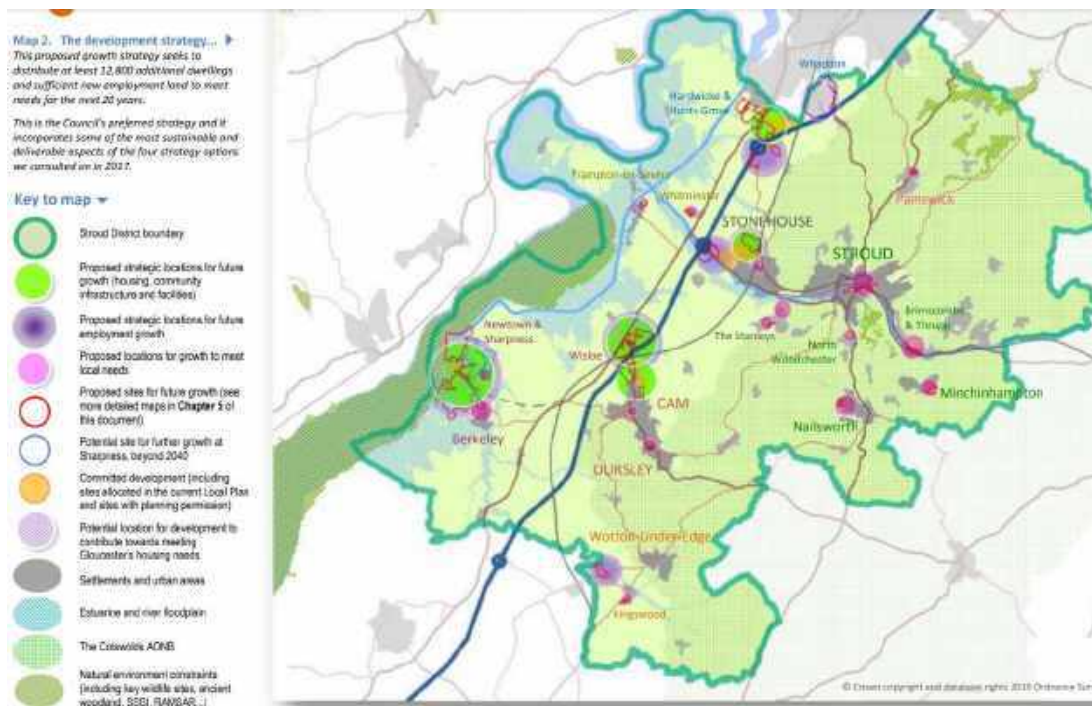 Map 2. The development strategy...
This proposed growth strategy seeks to
distribute at least 12,800 additional dwellings
and sufficient new employment land to meet
needs for the next 20 years.
This is the Council's preferred strategy and it
incorporates some of the most sustainable and
deliverable aspects of the four strategy options
we consulted on in 2017.
Key to map
Stroud District boundary
Proposed strategic locations for future
growth (housing, community
infrastructure and facilities)
Proposed strategic locations for future
employment growth
Proposed locations for growth to meet
local needs
Proposed sites for future growth (see
more detailed maps in Chapter 5 of
this document)
Potential site for further growth at
Sharpness, beyond 2040
Committed development (including
sites allocated in the current Local Plan
and sites with planning permission)
Potential location for development to
contribute towards meeting
Gloucester's housing needs
Settlements and urban areas
Estuarine and river floodplain
The Cotswolds AONB
Natural environment constraints
(including key wildlife sites, ancient
woodland, SSSI, RAMSAR...)
Whaddon
Hardwicke &
Hunts Grove
Frampton-on-Severn
Whitminster
Painswick
STONEHOUSE
STROUD
Brimscombe
& Thrupp
Newtown &
Sharpness
The Stanleys
North
Woodchester
Wisloe
Minchinhampton
CAM
Nailsworth
Berkeley
DURSLEY
Wotton-Under-Edge
Kingswood
© Crown copyright and database rights 2019 Ordnance Sur